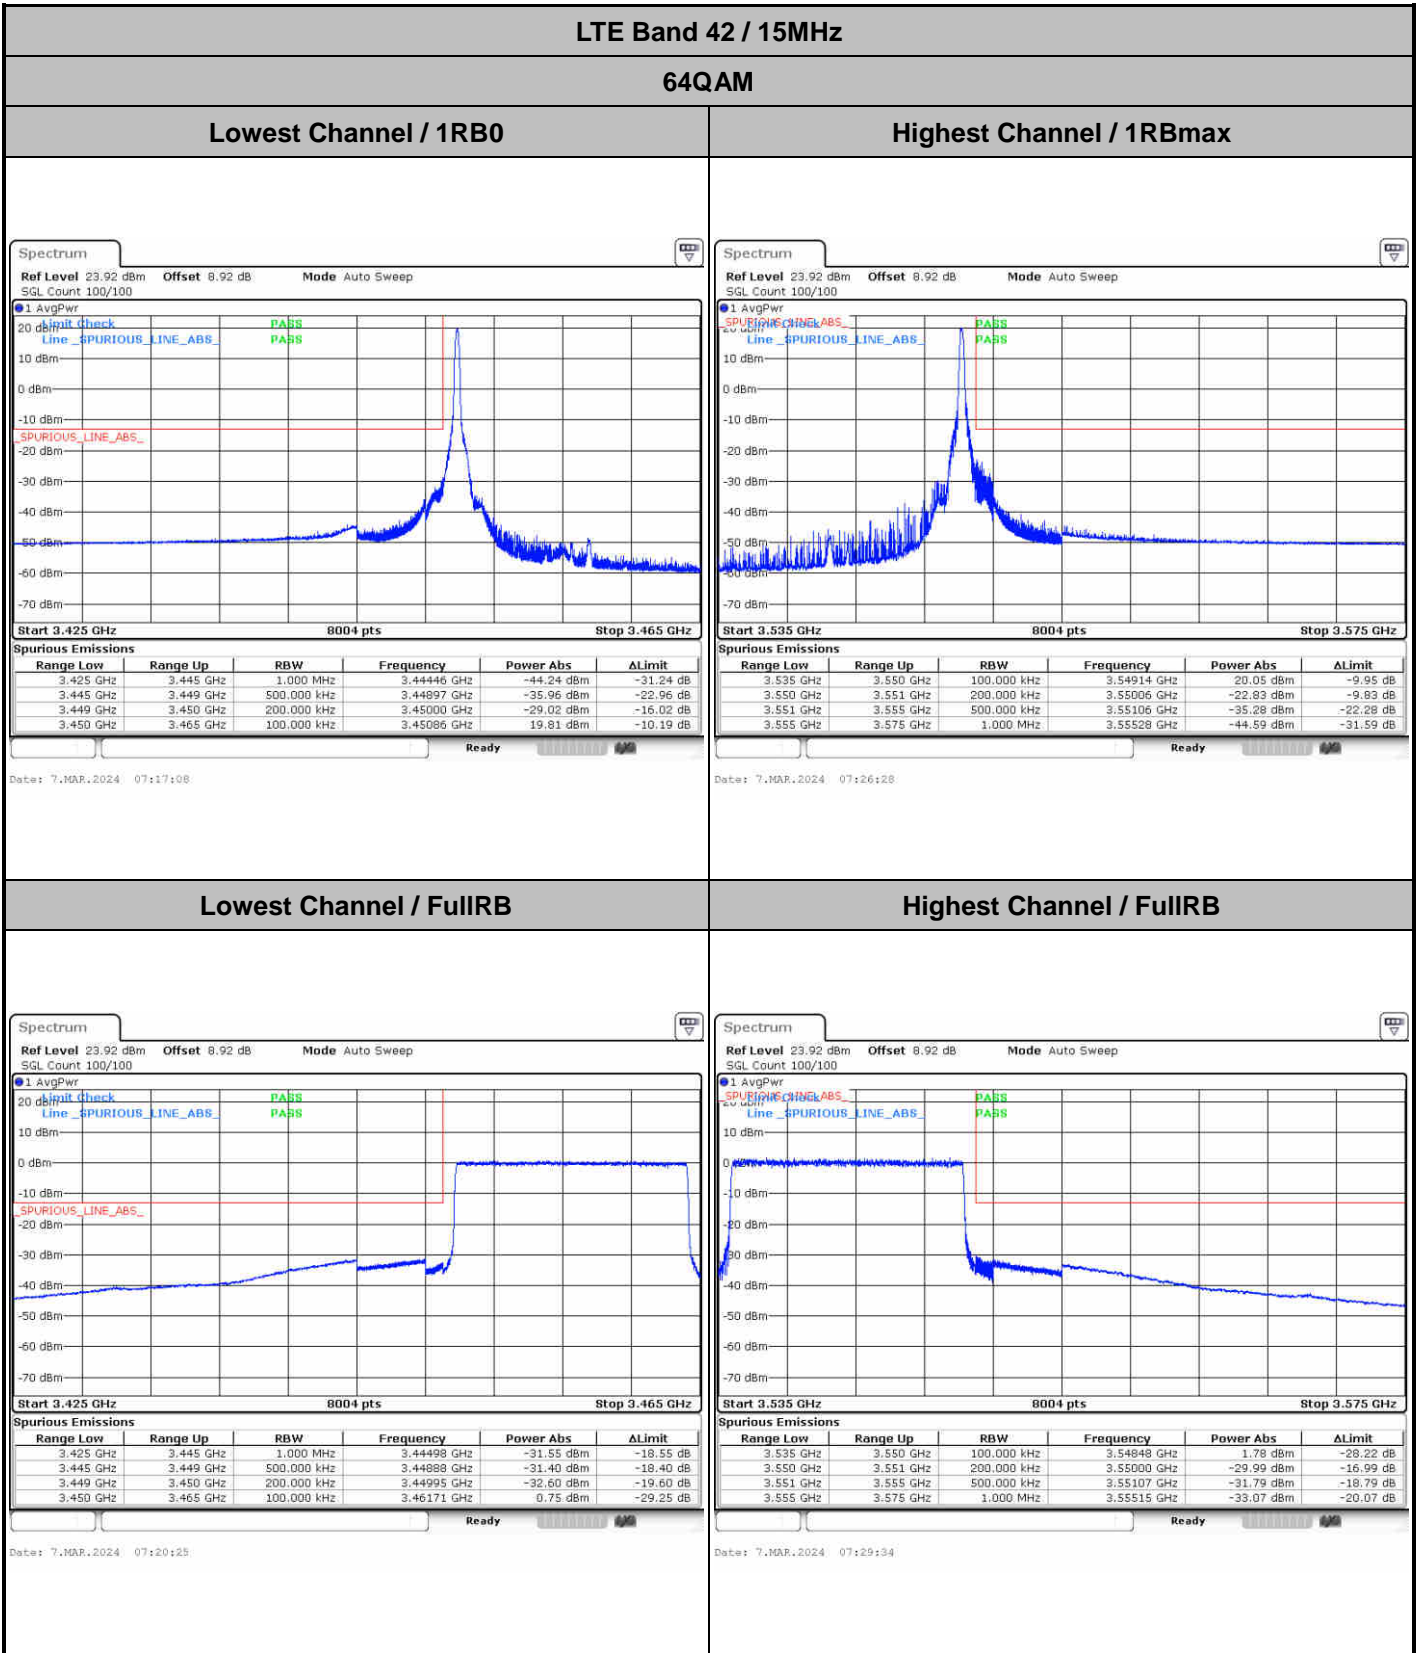 LTE Band 42 / 15MHz
64QAM
Lowest Channel / 1RB0
Spectrum
Ref Level 23.92 dBm Offset 8.92 dB Mode Auto Sweep
SGL Count 100/100
1 AvgPwr
Limit Check PASS
Line _SPURIOUS_LINE_ABS_ PASS
20 dBm
10 dBm
0 dBm
-10 dBm
_SPURIOUS_LINE_ABS_
-20 dBm
-30 dBm
-40 dBm
-50 dBm
-60 dBm
-70 dBm
Start 3.425 GHz 8004 pts Stop 3.465 GHz
Spurious Emissions
Range Low Range Up RBW Frequency Power Abs ΔLimit
3.425 GHz 3.445 GHz 1.000 MHz 3.44446 GHz -44.24 dBm -31.24 dB
3.445 GHz 3.449 GHz 500.000 kHz 3.44897 GHz -35.96 dBm -22.96 dB
3.449 GHz 3.450 GHz 200.000 kHz 3.45000 GHz -29.02 dBm -16.02 dB
3.450 GHz 3.465 GHz 100.000 kHz 3.45086 GHz 19.81 dBm -10.19 dB
Ready
Date: 7.MAR.2024 07:17:08
Highest Channel / 1RBmax
Spectrum
Ref Level 23.92 dBm Offset 8.92 dB Mode Auto Sweep
SGL Count 100/100
1 AvgPwr
_SPURIOUS_LINE_ABS_
Limit Check PASS
Line _SPURIOUS_LINE_ABS_ PASS
20 dBm
10 dBm
0 dBm
-10 dBm
-20 dBm
-30 dBm
-40 dBm
-50 dBm
-60 dBm
-70 dBm
Start 3.535 GHz 8004 pts Stop 3.575 GHz
Spurious Emissions
Range Low Range Up RBW Frequency Power Abs ΔLimit
3.535 GHz 3.550 GHz 100.000 kHz 3.54914 GHz 20.05 dBm -9.95 dB
3.550 GHz 3.551 GHz 200.000 kHz 3.55006 GHz -22.83 dBm -9.83 dB
3.551 GHz 3.555 GHz 500.000 kHz 3.55106 GHz -35.28 dBm -22.28 dB
3.555 GHz 3.575 GHz 1.000 MHz 3.55528 GHz -44.59 dBm -31.59 dB
Ready
Date: 7.MAR.2024 07:26:28
Lowest Channel / FullRB
Spectrum
Ref Level 23.92 dBm Offset 8.92 dB Mode Auto Sweep
SGL Count 100/100
1 AvgPwr
Limit Check PASS
Line _SPURIOUS_LINE_ABS_ PASS
20 dBm
10 dBm
0 dBm
-10 dBm
_SPURIOUS_LINE_ABS_
-20 dBm
-30 dBm
-40 dBm
-50 dBm
-60 dBm
-70 dBm
Start 3.425 GHz 8004 pts Stop 3.465 GHz
Spurious Emissions
Range Low Range Up RBW Frequency Power Abs ΔLimit
3.425 GHz 3.445 GHz 1.000 MHz 3.44498 GHz -31.55 dBm -18.55 dB
3.445 GHz 3.449 GHz 500.000 kHz 3.44888 GHz -31.40 dBm -18.40 dB
3.449 GHz 3.450 GHz 200.000 kHz 3.44995 GHz -32.60 dBm -19.60 dB
3.450 GHz 3.465 GHz 100.000 kHz 3.46171 GHz 0.75 dBm -29.25 dB
Ready
Date: 7.MAR.2024 07:20:25
Highest Channel / FullRB
Spectrum
Ref Level 23.92 dBm Offset 8.92 dB Mode Auto Sweep
SGL Count 100/100
1 AvgPwr
_SPURIOUS_LINE_ABS_
Limit Check PASS
Line _SPURIOUS_LINE_ABS_ PASS
20 dBm
10 dBm
0 dBm
-10 dBm
-20 dBm
-30 dBm
-40 dBm
-50 dBm
-60 dBm
-70 dBm
Start 3.535 GHz 8004 pts Stop 3.575 GHz
Spurious Emissions
Range Low Range Up RBW Frequency Power Abs ΔLimit
3.535 GHz 3.550 GHz 100.000 kHz 3.54848 GHz 1.78 dBm -28.22 dB
3.550 GHz 3.551 GHz 200.000 kHz 3.55000 GHz -29.99 dBm -16.99 dB
3.551 GHz 3.555 GHz 500.000 kHz 3.55107 GHz -31.79 dBm -18.79 dB
3.555 GHz 3.575 GHz 1.000 MHz 3.55515 GHz -33.07 dBm -20.07 dB
Ready
Date: 7.MAR.2024 07:29:34